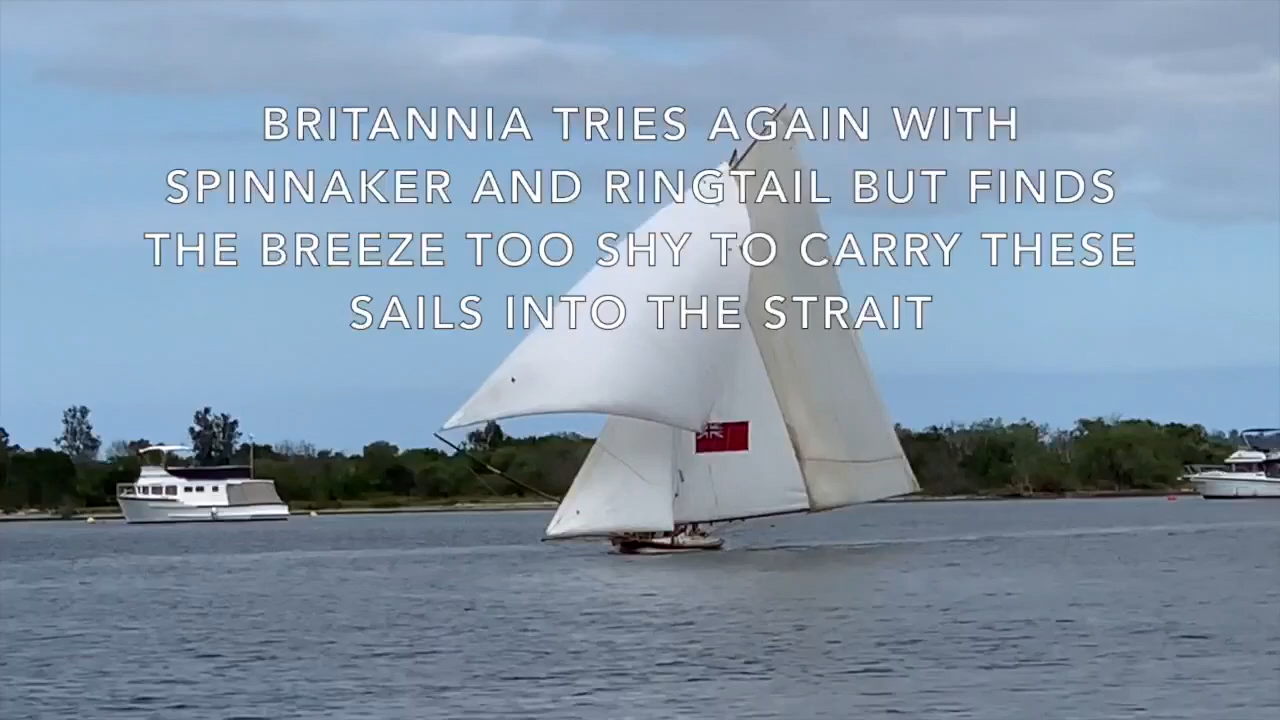 BRITANNIA TRIES AGAIN WITH
SPINNAKER AND RINGTAIL BUT FINDS
THE BREEZE TOO SHY TO CARRY THESE
SAILS INTO THE STRAIT